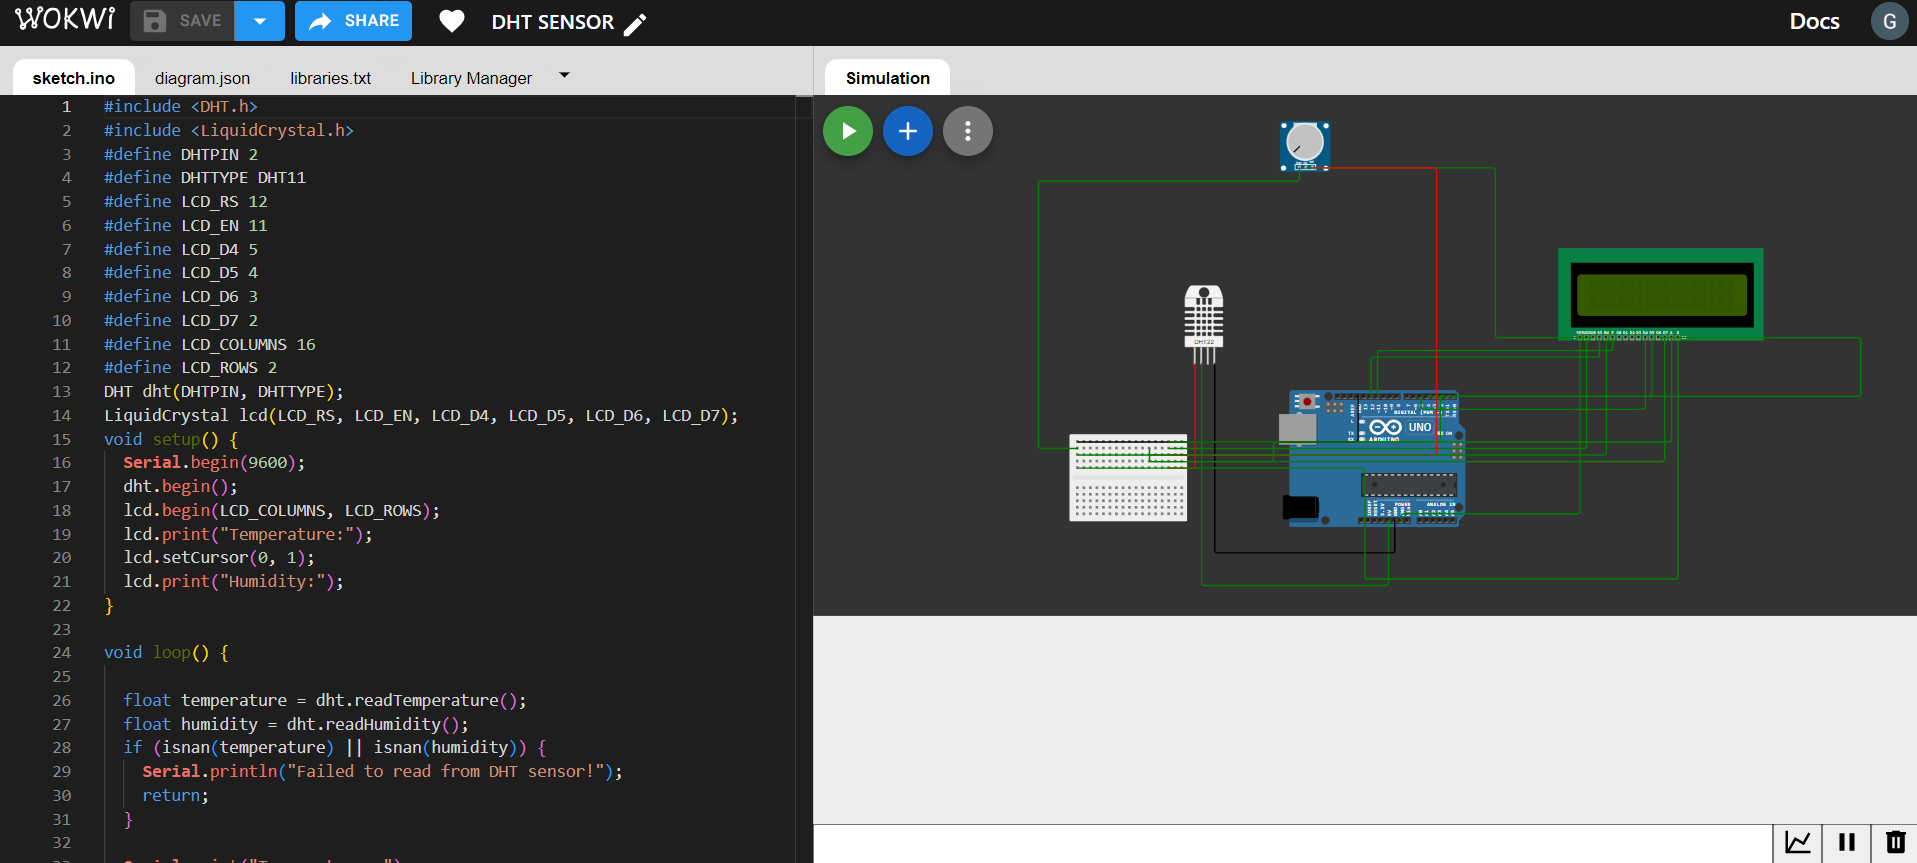 WOKWI
SAVE
SHARE
DHT SENSOR
Docs
G
sketch.ino
diagram.json
libraries.txt
Library Manager
Simulation
1 #include <DHT.h>
2 #include <LiquidCrystal.h>
3 #define DHTPIN 2
4 #define DHTTYPE DHT11
5 #define LCD_RS 12
6 #define LCD_EN 11
7 #define LCD_D4 5
8 #define LCD_D5 4
9 #define LCD_D6 3
10 #define LCD_D7 2
11 #define LCD_COLUMNS 16
12 #define LCD_ROWS 2
13 DHT dht(DHTPIN, DHTTYPE);
14 LiquidCrystal lcd(LCD_RS, LCD_EN, LCD_D4, LCD_D5, LCD_D6, LCD_D7);
15 void setup() {
16 Serial.begin(9600);
17 dht.begin();
18 lcd.begin(LCD_COLUMNS, LCD_ROWS);
19 lcd.print("Temperature:");
20 lcd.setCursor(0, 1);
21 lcd.print("Humidity:");
22 }
23
24 void loop() {
25
26 float temperature = dht.readTemperature();
27 float humidity = dht.readHumidity();
28 if (isnan(temperature) || isnan(humidity)) {
29 Serial.println("Failed to read from DHT sensor!");
30 return;
31 }
32
DHT22
UNO
ARDUINO
POWER
ANALOG IN